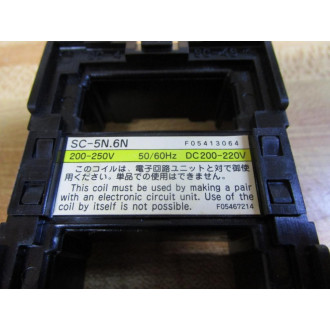 SC-5N.6N F05413064
200-250V 50/60Hz DC200-220V
このコイルは、電子回路ユニットと対で御使
用ください。単品での使用はできません。
This coil must be used by making a pair
with an electronic circuit unit. Use of the
coil by itself is not possible. F05467214